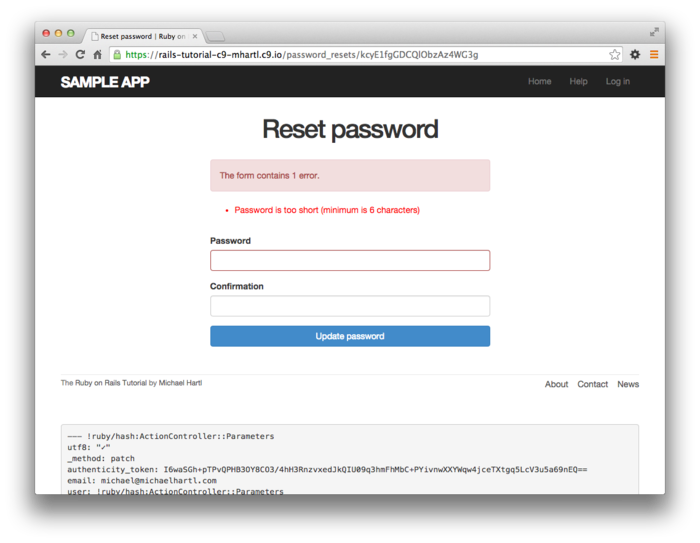 Reset password | Ruby on
https://rails-tutorial-c9-mhartl.c9.io/password_resets/kcyE1fgGDCQlObzAz4WG3g
SAMPLE APP
Home Help Log in
Reset password
The form contains 1 error.
• Password is too short (minimum is 6 characters)
Password
Confirmation
Update password
The Ruby on Rails Tutorial by Michael Hartl
About Contact News
--- !ruby/hash:ActionController::Parameters
utf8: "✓"
_method: patch
authenticity_token: I6waSGh+pTPvQPHB3OY8CO3/4hH3RnzvxedJkQIU09q3hmFhMbC+PYivnwXXYWqw4jceTXtgq5LcV3u5a69nEQ==
email: michael@michaelhartl.com
user: !ruby/hash:ActionController::Parameters